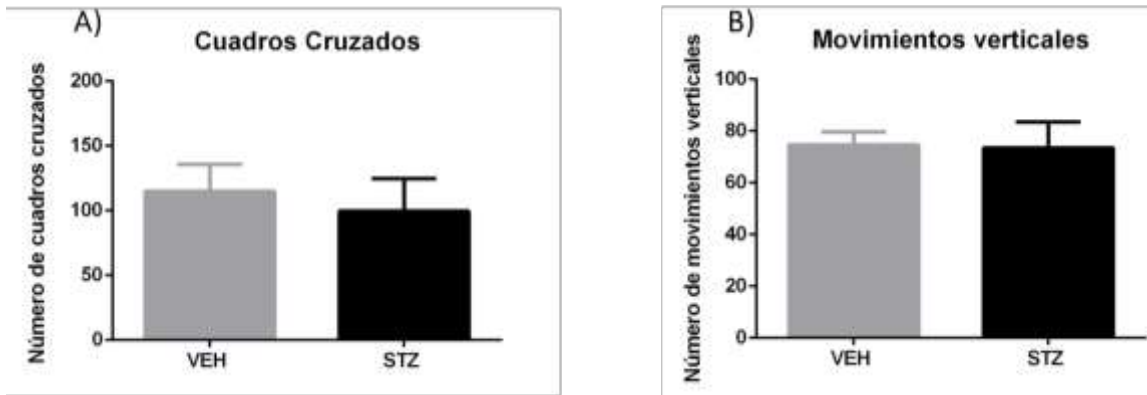 A)
Cuadros Cruzados
Número de cuadros cruzados
200
150
100
50
0
VEH
STZ
B)
Movimientos verticales
Número de movimientos verticales
100
80
60
40
20
0
VEH
STZ